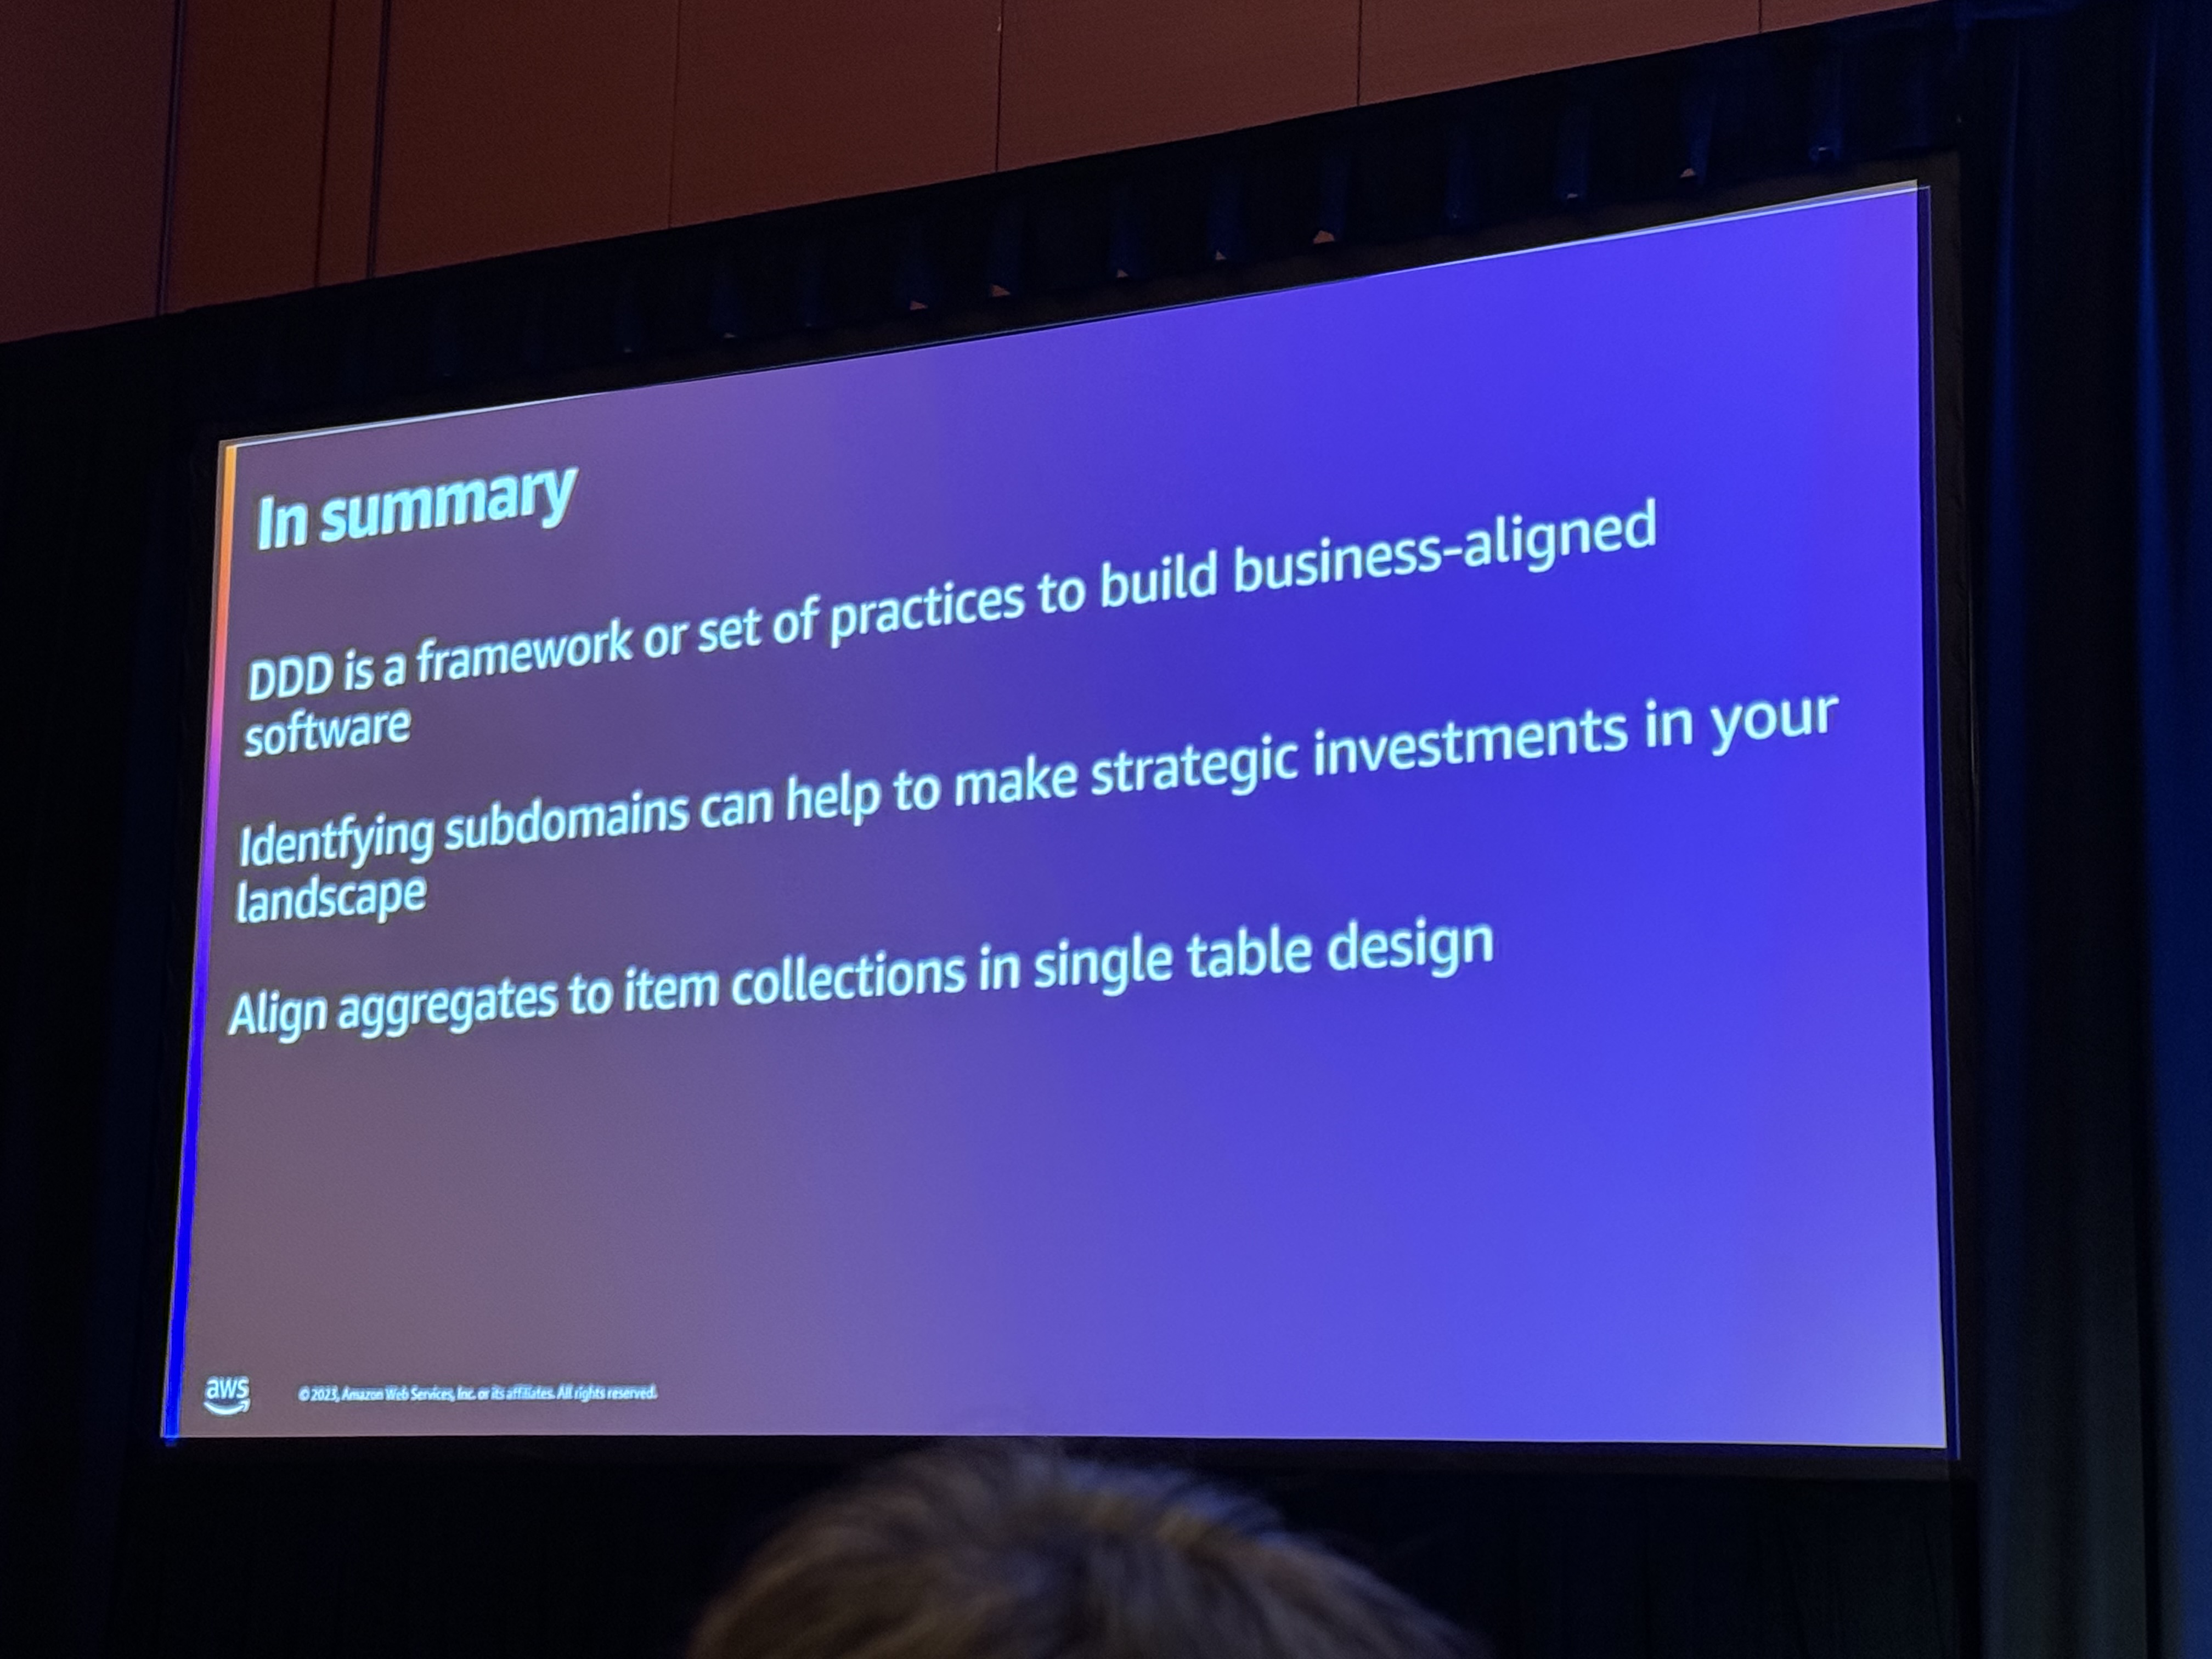 In summary
DDD is a framework or set of practices to build business-aligned
software
Identfying subdomains can help to make strategic investments in your
landscape
Align aggregates to item collections in single table design
aws
© 2023, Amazon Web Services, Inc. or its affiliates. All rights reserved.